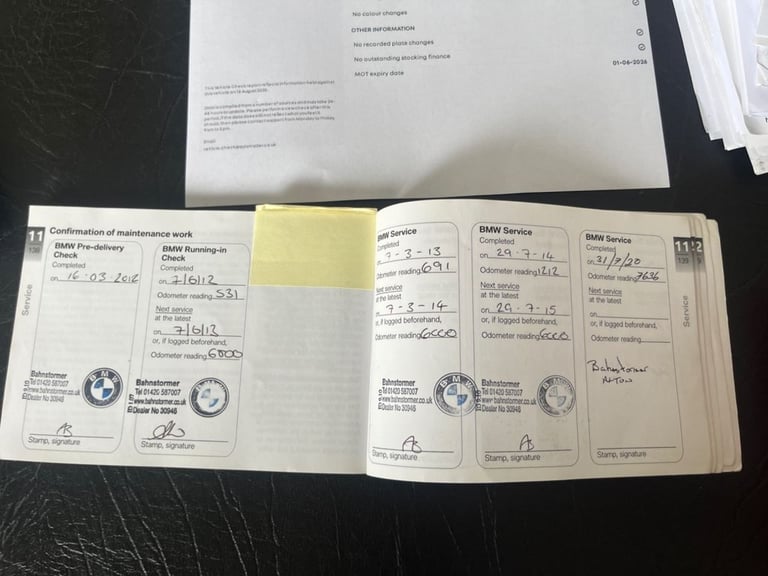 No colour changes
OTHER INFORMATION
No recorded plate changes
No outstanding stocking finance
MOT expiry date
01-06-2026
11
138
Service
Confirmation of maintenance work
BMW Pre-delivery
Check
Completed
on 16-03-2012
Bahnstormer
Tel 01420 587007
www.bahnstormer.co.uk
Dealer No 30946
Stamp, signature
BMW Running-in
Check
Completed
on 7/6/12
Odometer reading 531
Next service
at the latest
on 7/6/13
or, if logged beforehand,
Odometer reading 6000
Bahnstormer
Tel 01420 587007
www.bahnstormer.co.uk
Dealer No 30946
BMW
Stamp, signature
BMW Service
Completed
7-3-13
Odometer reading 691
Next service
at the latest
7-3-14
or, if logged beforehand,
Odometer reading 6000
Bahnstormer
Tel 01420 587007
www.bahnstormer.co.uk
Dealer No 30946
BMW
Stamp, signature
BMW Service
Completed
on 29-7-14
Odometer reading 1212
Next service
at the latest
on 29-7-15
or, if logged beforehand,
Odometer reading 6000
Bahnstormer
Tel 01420 587007
www.bahnstormer.co.uk
Dealer No 30946
Stamp, signature
BMW Service
Completed
on 31/7/20
Odometer reading 7636
Next service
at the latest
on
or, if logged beforehand,
Odometer reading
Bahnstormer
ALTON
Stamp, signature
11
139
Service